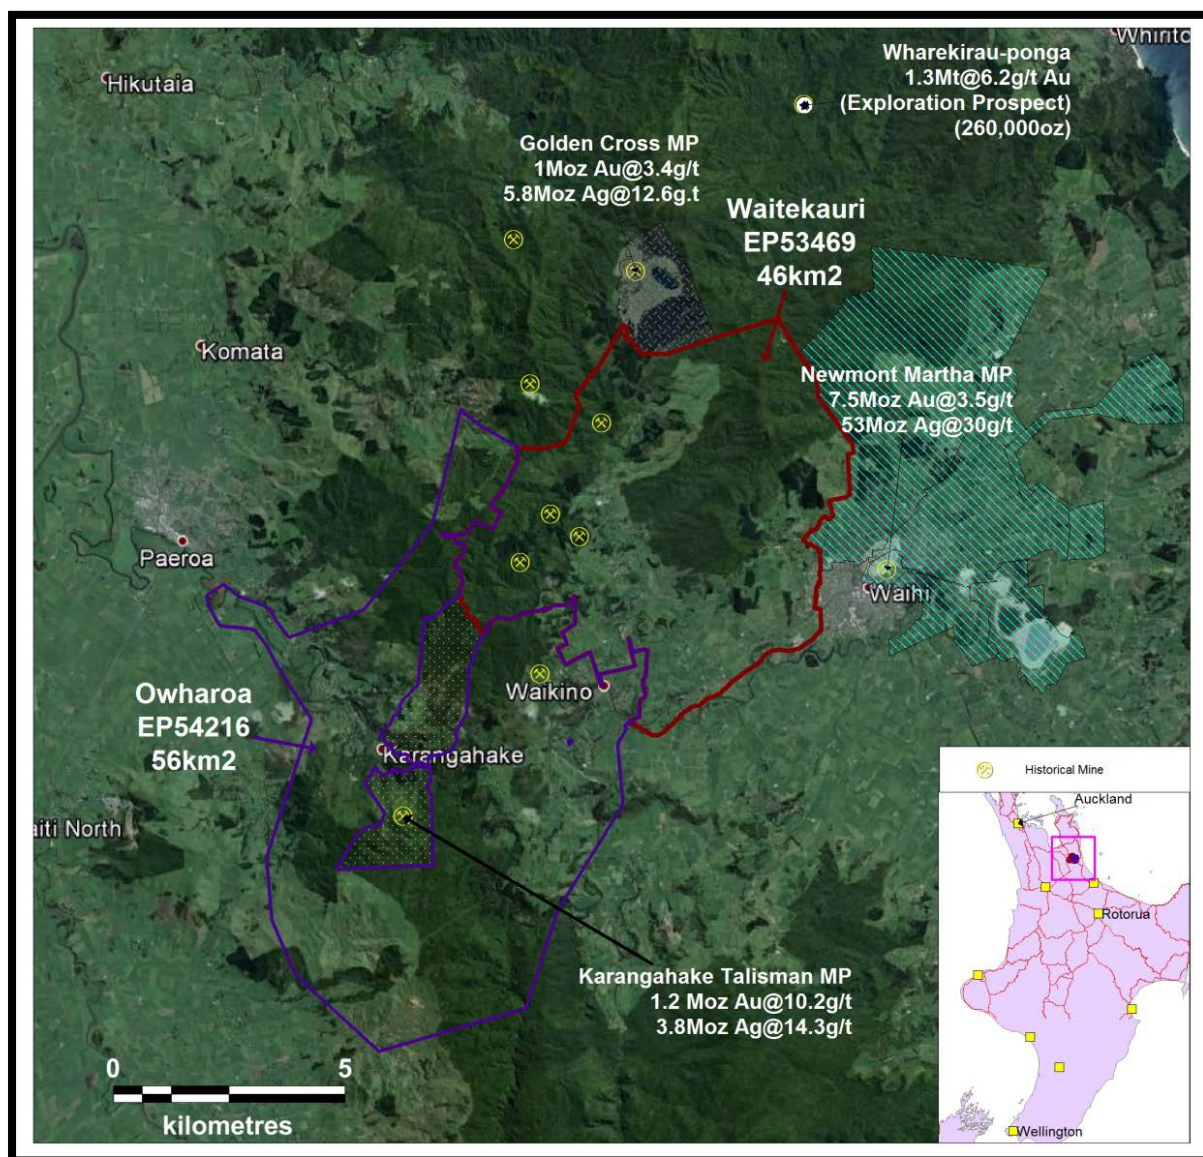 Whirito
Hikutaia
Wharekirau-ponga
1.3Mt@6.2g/t Au
(Exploration Prospect)
(260,000oz)
Golden Cross MP
1Moz Au@3.4g/t
5.8Moz Ag@12.6g.t
Waitekauri
EP53469
46km2
Komata
Newmont Martha MP
7.5Moz Au@3.5g/t
53Moz Ag@30g/t
Paeroa
Waihi
Owharoa
EP54216
56km2
Waikino
Karangahake
aiti North
Karangahake Talisman MP
1.2 Moz Au@10.2g/t
3.8Moz Ag@14.3g/t
0 5
kilometres
Historical Mine
Auckland
Rotorua
Wellington